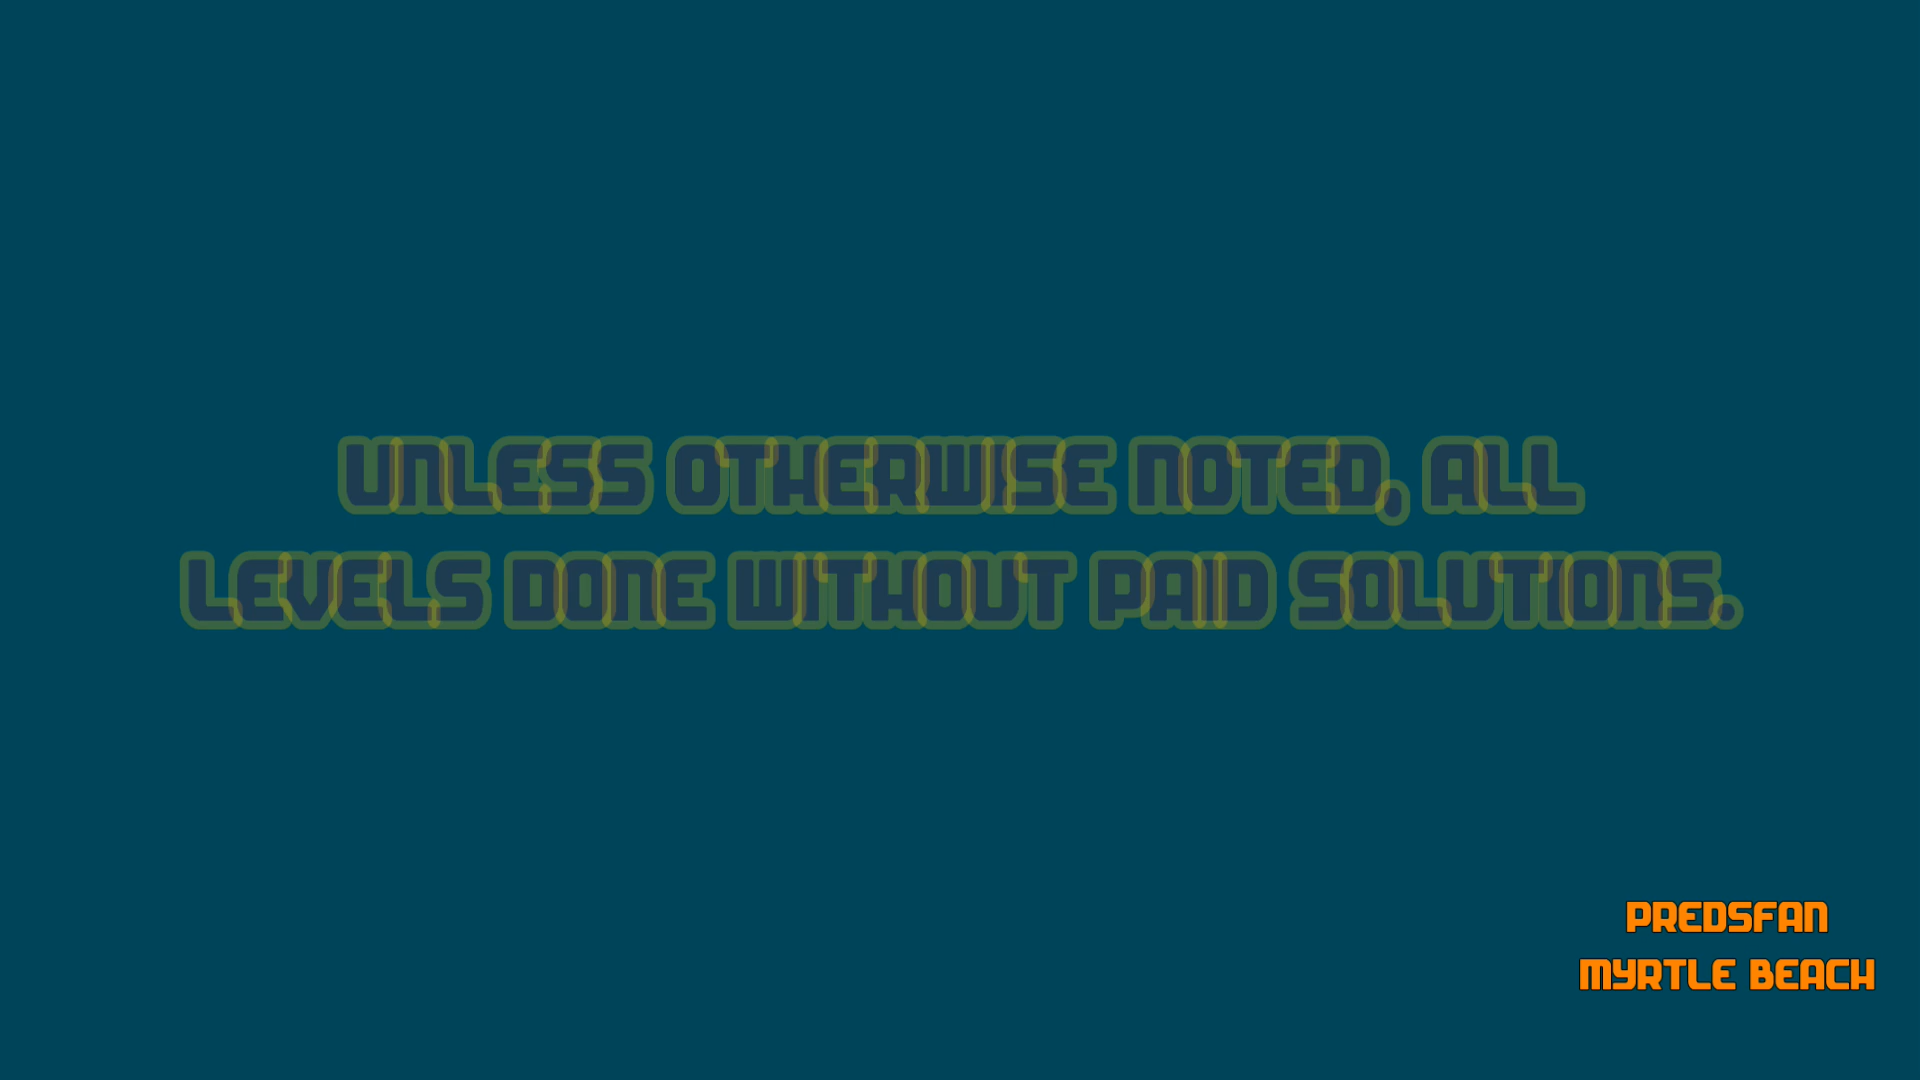 UNLESS OTHERWISE NOTED, ALL
LEVELS DONE WITHOUT PAID SOLUTIONS.
PREDSFAN
MYRTLE BEACH